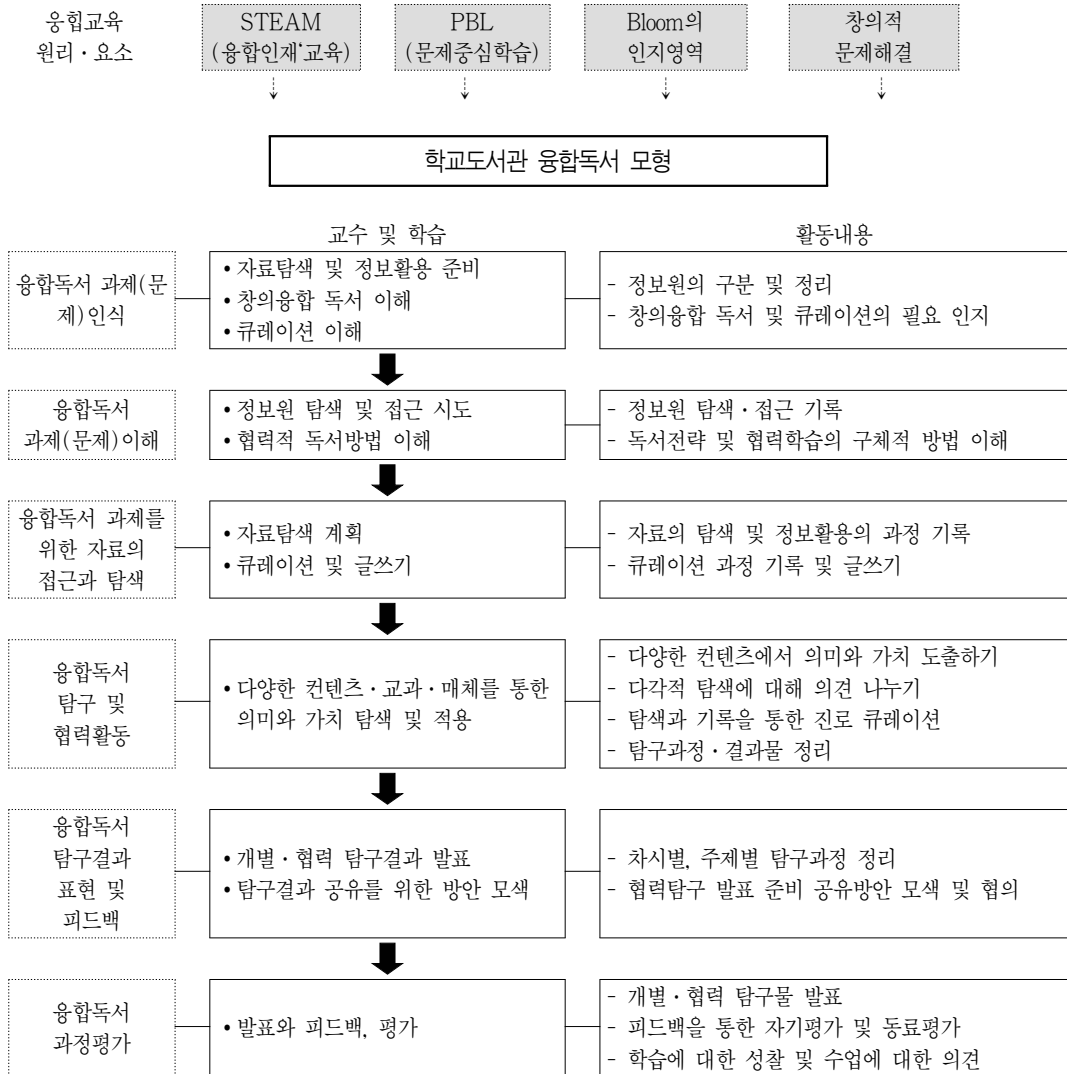 융힙교육
원리·요소
STEAM
(융합인재‘교육)
PBL
(문제중심학습)
Bloom의
인지영역
창의적
문제해결
학교도서관 융합독서 모형
교수 및 학습
활동내용
융합독서 과제(문
제)인식
• 자료탐색 및 정보활용 준비
• 창의융합 독서 이해
• 큐레이션 이해
- 정보원의 구분 및 정리
- 창의융합 독서 및 큐레이션의 필요 인지
융합독서
과제(문제)이해
• 정보원 탐색 및 접근 시도
• 협력적 독서방법 이해
- 정보원 탐색·접근 기록
- 독서전략 및 협력학습의 구체적 방법 이해
융합독서 과제를
위한 자료의
접근과 탐색
• 자료탐색 계획
• 큐레이션 및 글쓰기
- 자료의 탐색 및 정보활용의 과정 기록
- 큐레이션 과정 기록 및 글쓰기
융합독서
탐구 및
협력활동
• 다양한 컨텐츠·교과·매체를 통한
의미와 가치 탐색 및 적용
- 다양한 컨텐츠에서 의미와 가치 도출하기
- 다각적 탐색에 대해 의견 나누기
- 탐색과 기록을 통한 진로 큐레이션
- 탐구과정·결과물 정리
융합독서
탐구결과
표현 및
피드백
• 개별·협력 탐구결과 발표
• 탐구결과 공유를 위한 방안 모색
- 차시별, 주제별 탐구과정 정리
- 협력탐구 발표 준비 공유방안 모색 및 협의
융합독서
과정평가
• 발표와 피드백, 평가
- 개별·협력 탐구물 발표
- 피드백을 통한 자기평가 및 동료평가
- 학습에 대한 성찰 및 수업에 대한 의견